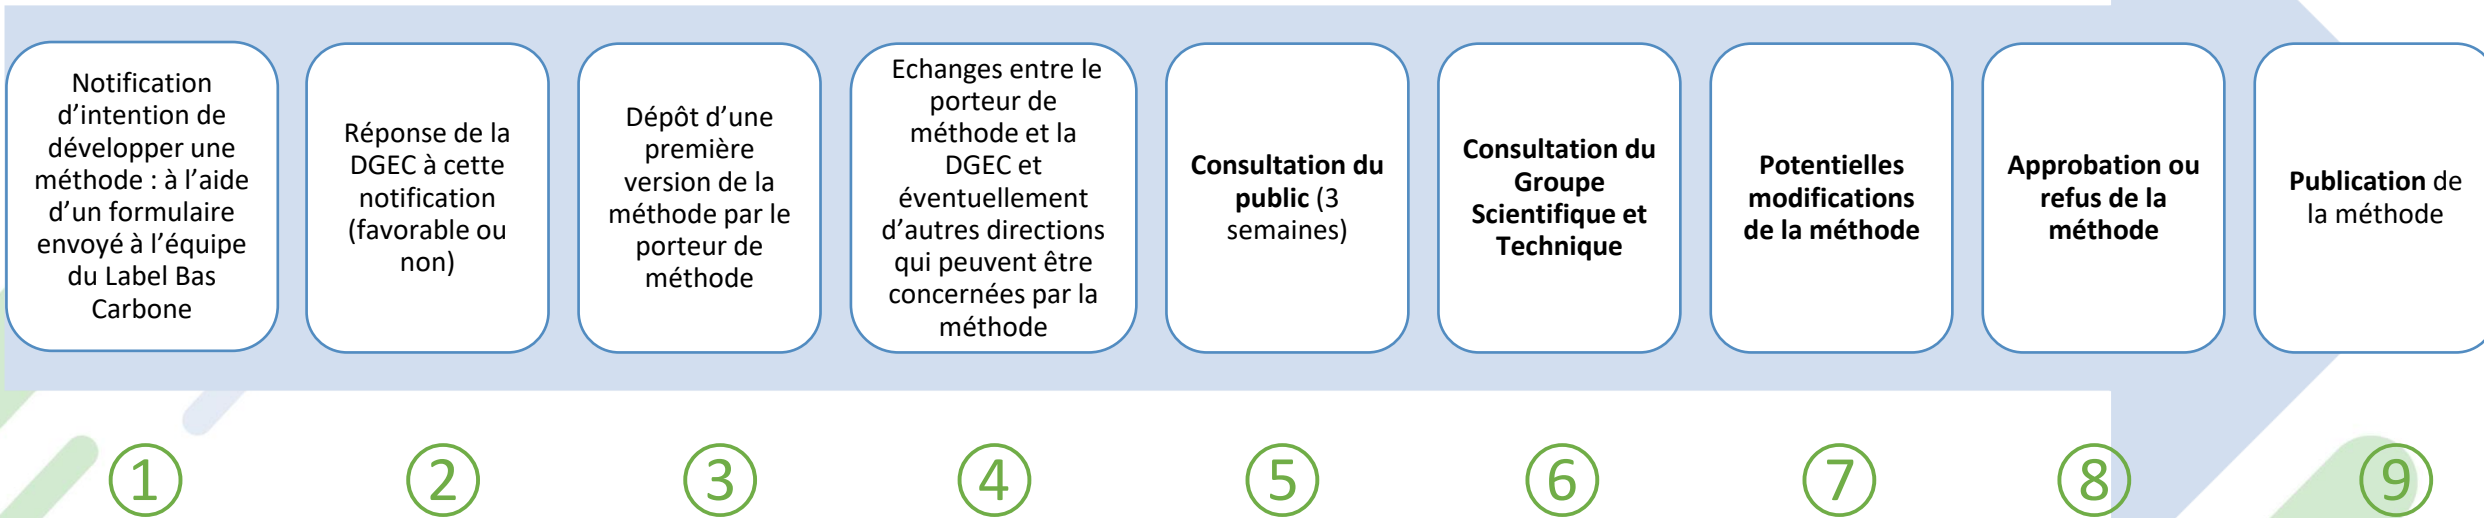 Notification
d’intention de
développer une
méthode : à l’aide
d’un formulaire
envoyé à l’équipe
du Label Bas
Carbone
Réponse de la
DGEC à cette
notification
(favorable ou
non)
Dépôt d’une
première
version de la
méthode par le
porteur de
méthode
Echanges entre le
porteur de
méthode et la
DGEC et
éventuellement
d’autres directions
qui peuvent être
concernées par la
méthode
Consultation du
public (3
semaines)
Consultation du
Groupe
Scientifique et
Technique
Potentielles
modifications
de la méthode
Approbation ou
refus de la
méthode
Publication de
la méthode
1
2
3
4
5
6
7
8
9